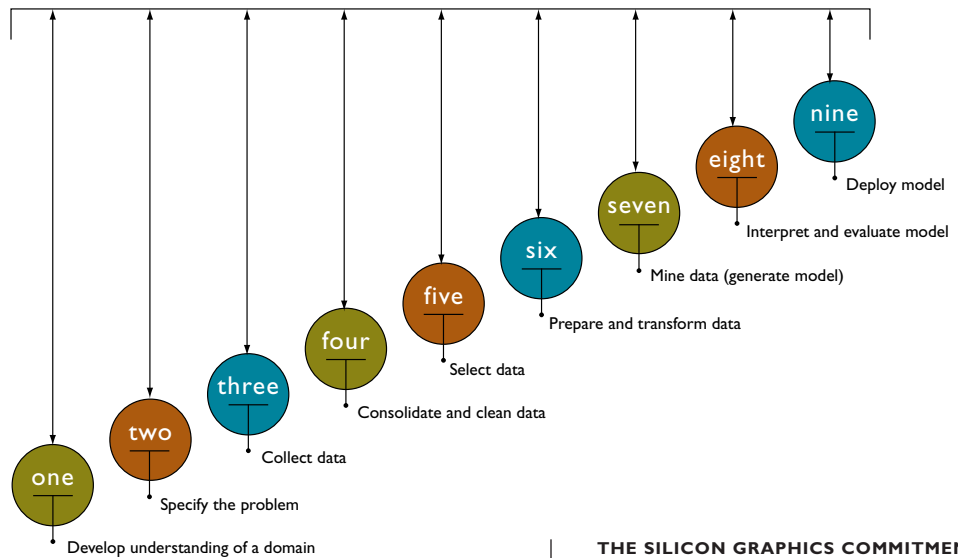 one
Develop understanding of a domain
two
Specify the problem
three
Collect data
four
Consolidate and clean data
five
Select data
six
Prepare and transform data
seven
Mine data (generate model)
eight
Interpret and evaluate model
nine
Deploy model
THE SILICON GRAPHICS COMMITMEN